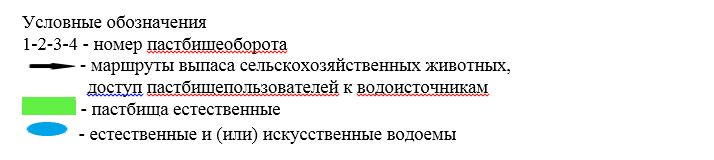 Условные обозначения
1-2-3-4 - номер пастбищеоборота
- маршруты выпаса сельскохозяйственных животных,
доступ пастбищепользователей к водоисточникам
- пастбища естественные
- естественные и (или) искусственные водоемы